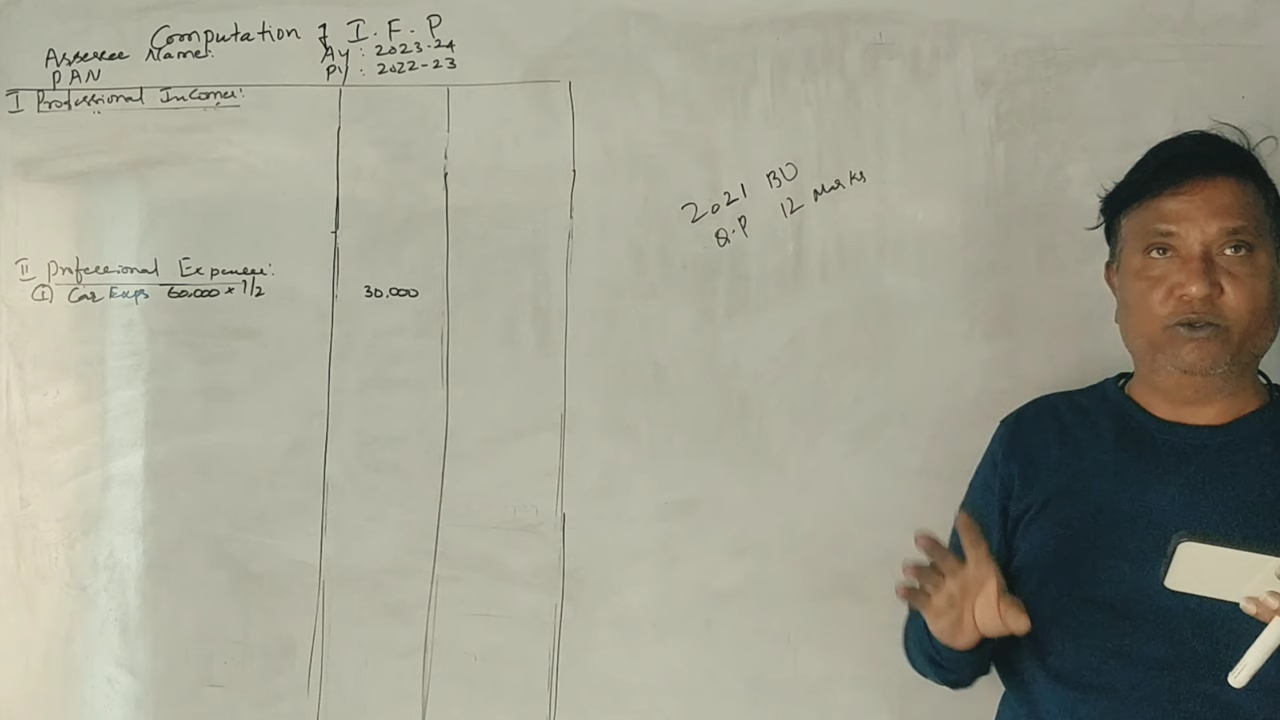 Computation of I. F. P
Assessee Name: Ay : 2023-24
PAN Py : 2022-23
I Professional Income:
II Professional Expenses:
(1) Car Exps 60,000 × 1/2 30,000
2021 BU
Q.P 12 Marks